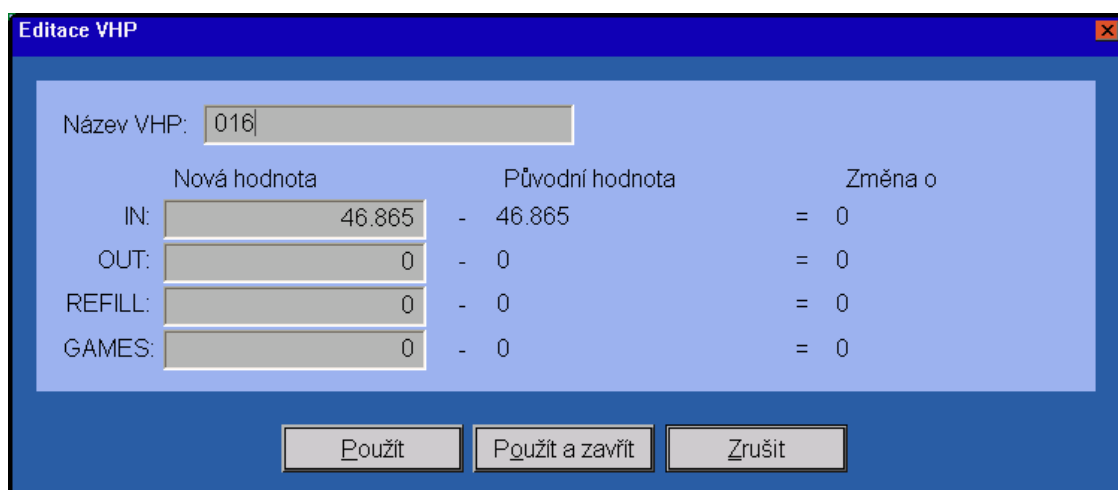 Editace VHP
Název VHP: 016
Nová hodnota Původní hodnota Změna o
IN: 46.865 - 46.865 = 0
OUT: 0 - 0 = 0
REFILL: 0 - 0 = 0
GAMES: 0 - 0 = 0
Použít Použít a zavřít Zrušit